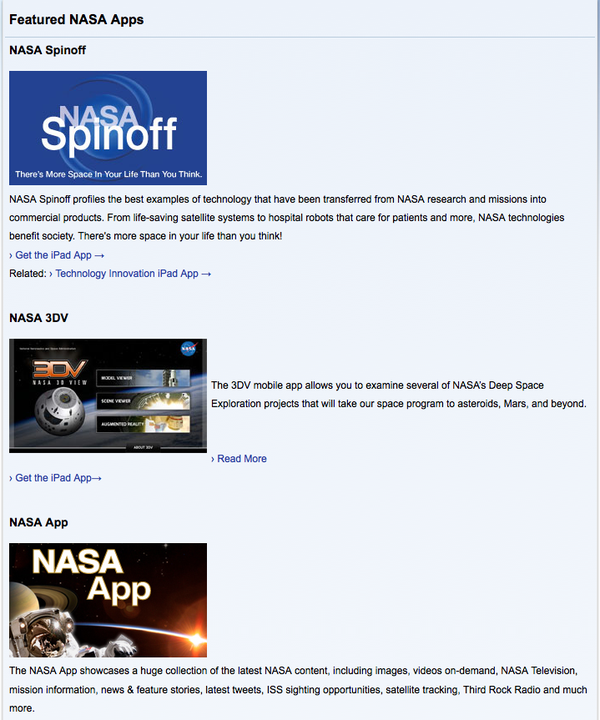 Featured NASA Apps
NASA Spinoff
NASA
Spinoff
There's More Space In Your Life Than You Think.
NASA Spinoff profiles the best examples of technology that have been transferred from NASA research and missions into
commercial products. From life-saving satellite systems to hospital robots that care for patients and more, NASA technologies
benefit society. There's more space in your life than you think!
› Get the iPad App →
Related: › Technology Innovation iPad App →
NASA 3DV
NASA
3DV
NASA 3D VIEW
MODEL VIEWER
SCENE VIEWER
AUGMENTED REALITY
ABOUT 3DV
The 3DV mobile app allows you to examine several of NASA's Deep Space
Exploration projects that will take our space program to asteroids, Mars, and beyond.
› Read More
› Get the iPad App→
NASA App
NASA
App
The NASA App showcases a huge collection of the latest NASA content, including images, videos on-demand, NASA Television,
mission information, news & feature stories, latest tweets, ISS sighting opportunities, satellite tracking, Third Rock Radio and much
more.